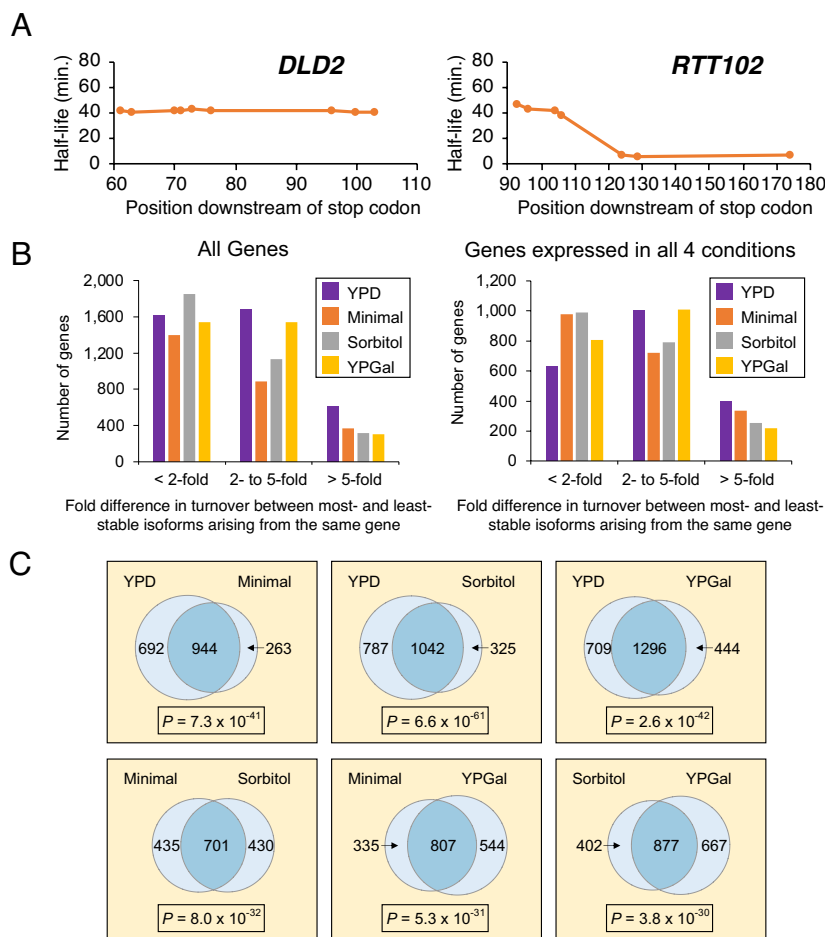 A
DLD2
Half-life (min.)
80
60
40
20
0
60 70 80 90 100 110
Position downstream of stop codon
RTT102
Half-life (min.)
80
60
40
20
0
90 100 110 120 130 140 150 160 170 180
Position downstream of stop codon
B
All Genes
Number of genes
2,000
1,600
1,200
800
400
0
YPD
Minimal
Sorbitol
YPGal
< 2-fold 2- to 5-fold > 5-fold
Fold difference in turnover between most- and least-
stable isoforms arising from the same gene
Genes expressed in all 4 conditions
Number of genes
1,200
1,000
800
600
400
200
0
YPD
Minimal
Sorbitol
YPGal
< 2-fold 2- to 5-fold > 5-fold
Fold difference in turnover between most- and least-
stable isoforms arising from the same gene
C
YPD Minimal
692 944 263
P = 7.3 x 10⁻⁴¹
YPD Sorbitol
787 1042 325
P = 6.6 x 10⁻⁶¹
YPD YPGal
709 1296 444
P = 2.6 x 10⁻⁴²
Minimal Sorbitol
435 701 430
P = 8.0 x 10⁻³²
Minimal YPGal
335 807 544
P = 5.3 x 10⁻³¹
Sorbitol YPGal
402 877 667
P = 3.8 x 10⁻³⁰